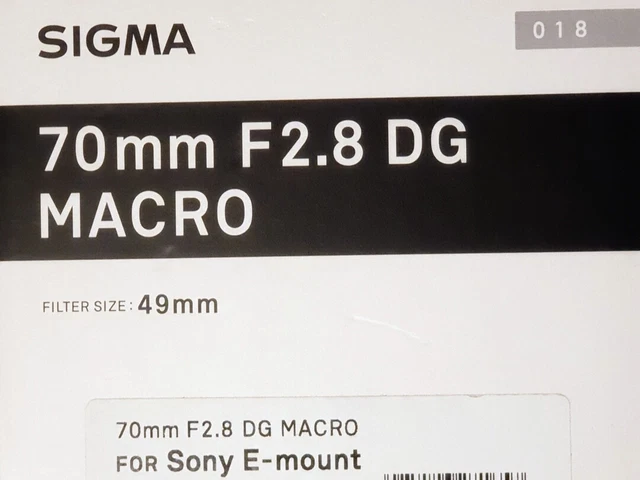 SIGMA
018
70mm F2.8 DG
MACRO
FILTER SIZE: 49mm
70mm F2.8 DG MACRO
FOR Sony E-mount